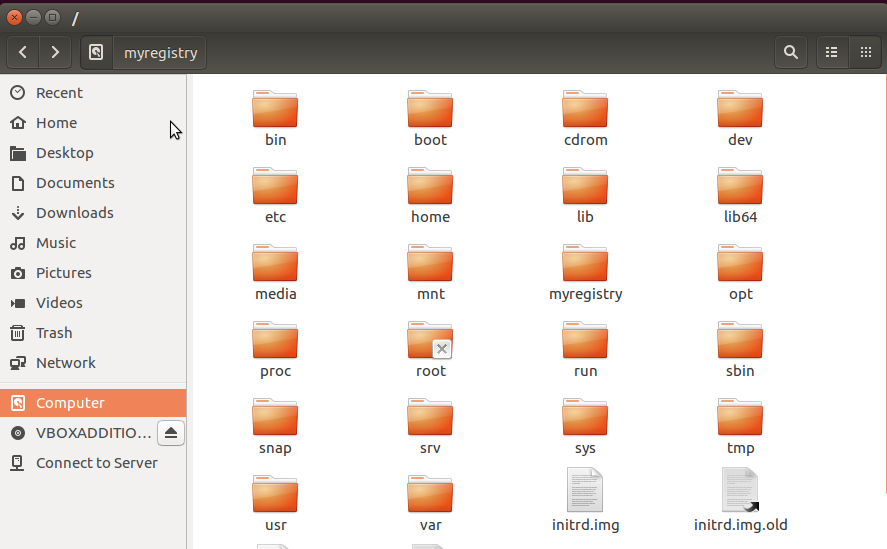 /
myregistry
Recent
Home
Desktop
Documents
Downloads
Music
Pictures
Videos
Trash
Network
Computer
VBOXADDITIO...
Connect to Server
bin boot cdrom dev
etc home lib lib64
media mnt myregistry opt
proc root run sbin
snap srv sys tmp
usr var initrd.img initrd.img.old